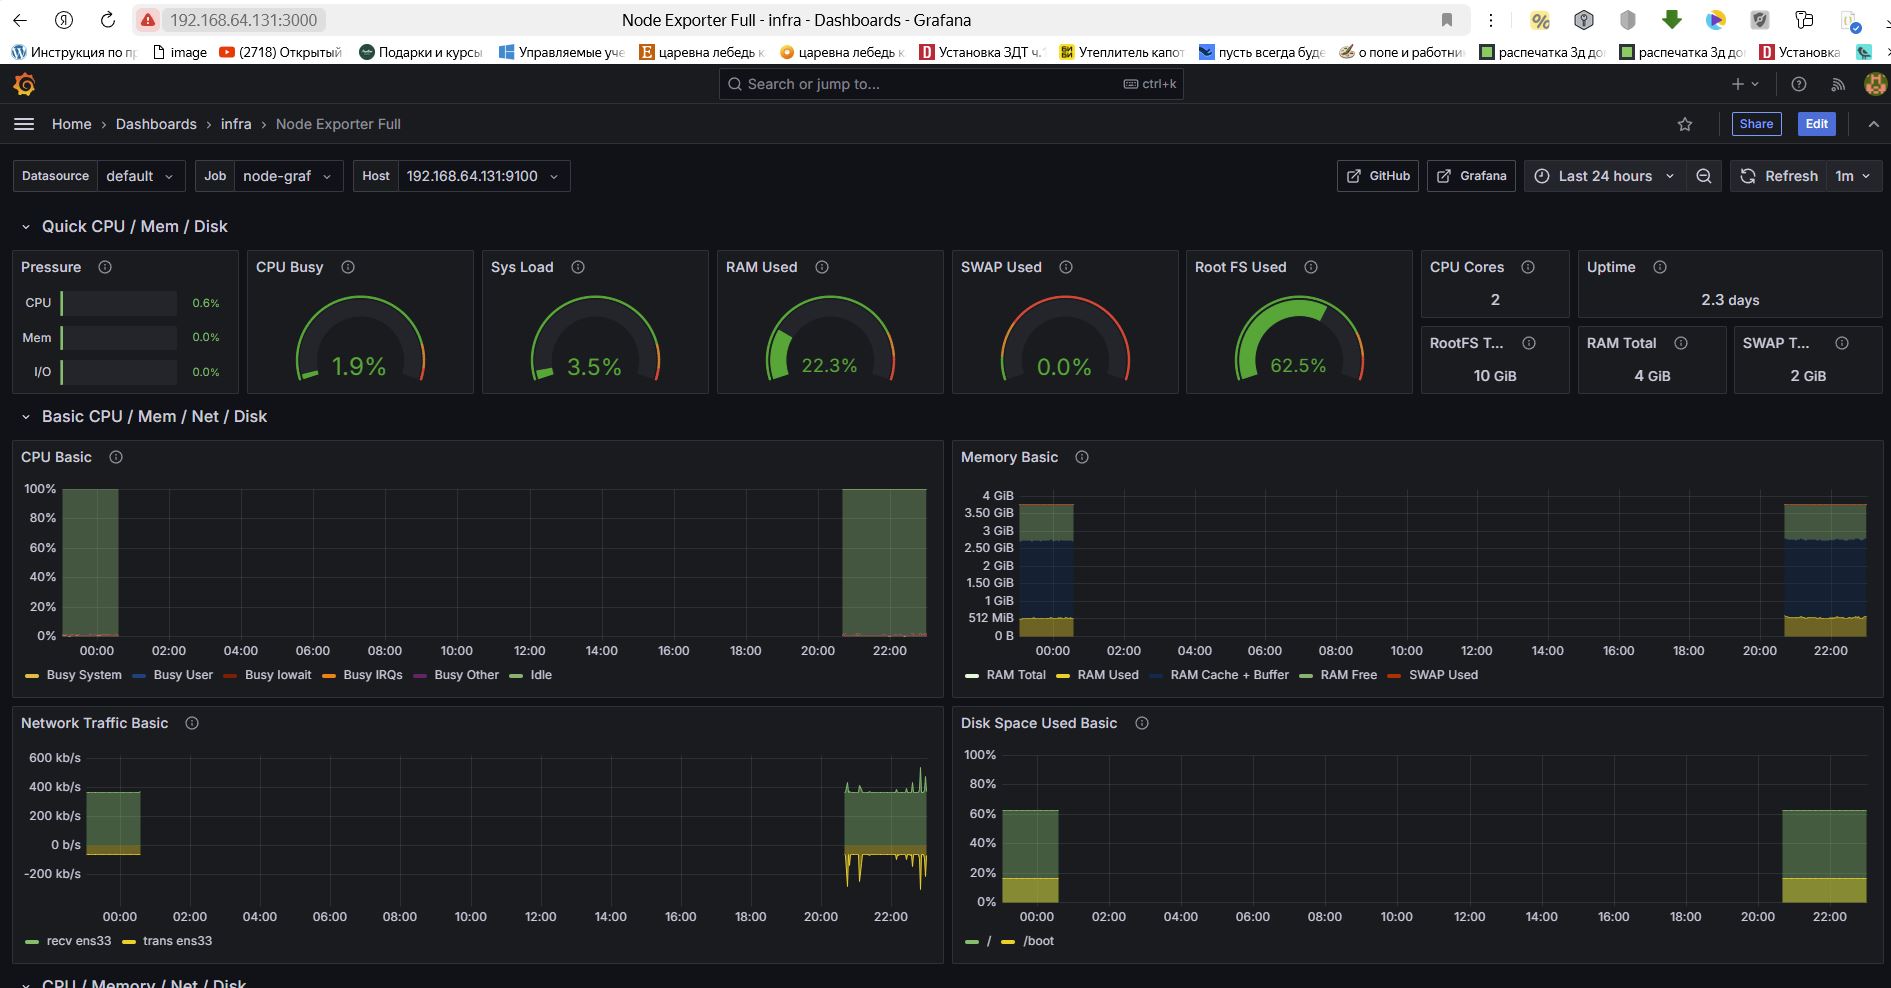 192.168.64.131:3000
Node Exporter Full - infra - Dashboards - Grafana
Инструкция по пр
image
(2718) Открытый
Подарки и курсы
Управляемые уче
царевна лебедь к
царевна лебедь к
Установка ЗДТ ч.1
Утеплитель капот
пусть всегда буде
о попе и работник
распечатка 3д дом
распечатка 3д дом
Установка
Search or jump to...
ctrl+k
Home › Dashboards › infra › Node Exporter Full
Share
Edit
Datasource default
Job node-graf
Host 192.168.64.131:9100
GitHub
Grafana
Last 24 hours
Refresh
1m
Quick CPU / Mem / Disk
Pressure
CPU 0.6%
Mem 0.0%
I/O 0.0%
CPU Busy
1.9%
Sys Load
3.5%
RAM Used
22.3%
SWAP Used
0.0%
Root FS Used
62.5%
CPU Cores
2
Uptime
2.3 days
RootFS T...
10 GiB
RAM Total
4 GiB
SWAP T...
2 GiB
Basic CPU / Mem / Net / Disk
CPU Basic
100%
80%
60%
40%
20%
0%
00:00 02:00 04:00 06:00 08:00 10:00 12:00 14:00 16:00 18:00 20:00 22:00
Busy System Busy User Busy Iowait Busy IRQs Busy Other Idle
Memory Basic
4 GiB
3.50 GiB
3 GiB
2.50 GiB
2 GiB
1.50 GiB
1 GiB
512 MiB
0 B
00:00 02:00 04:00 06:00 08:00 10:00 12:00 14:00 16:00 18:00 20:00 22:00
RAM Total RAM Used RAM Cache + Buffer RAM Free SWAP Used
Network Traffic Basic
600 kb/s
400 kb/s
200 kb/s
0 b/s
-200 kb/s
00:00 02:00 04:00 06:00 08:00 10:00 12:00 14:00 16:00 18:00 20:00 22:00
recv ens33 trans ens33
Disk Space Used Basic
100%
80%
60%
40%
20%
0%
00:00 02:00 04:00 06:00 08:00 10:00 12:00 14:00 16:00 18:00 20:00 22:00
/ /boot
CPU / Memory / Net / Disk